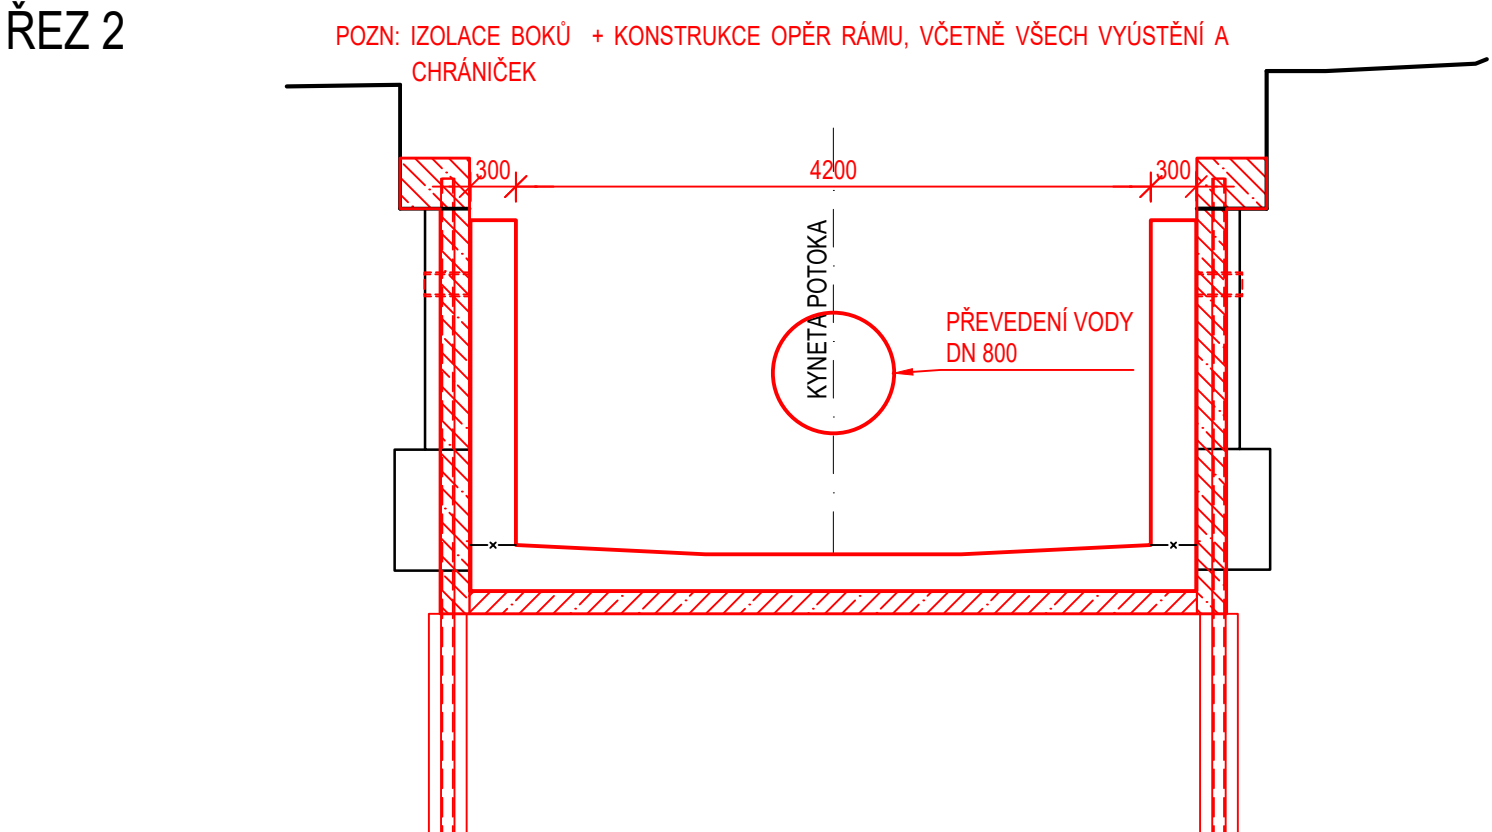 ŘEZ 2
POZN: IZOLACE BOKŮ + KONSTRUKCE OPĚR RÁMU, VČETNĚ VŠECH VYÚSTĚNÍ A
CHRÁNIČEK
300
4200
300
KYNETA POTOKA
PŘEVEDENÍ VODY
DN 800